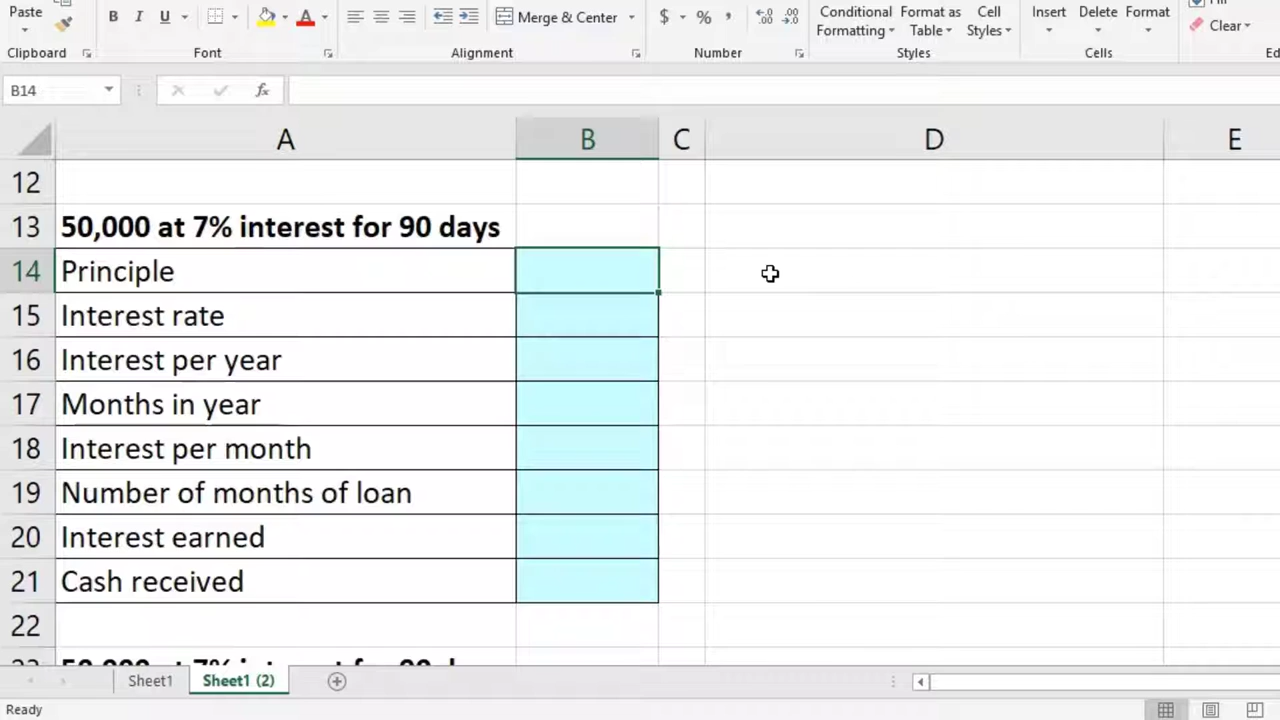 Paste
B I U
Merge & Center
$ % ,
Conditional Formatting
Format as Table
Cell Styles
Insert
Delete
Clear
Clipboard
Font
Alignment
Number
Styles
Cells
B14
fx
A B C D E
12
13 50,000 at 7% interest for 90 days
14 Principle
15 Interest rate
16 Interest per year
17 Months in year
18 Interest per month
19 Number of months of loan
20 Interest earned
21 Cash received
22
Sheet1
Sheet1 (2)
Ready